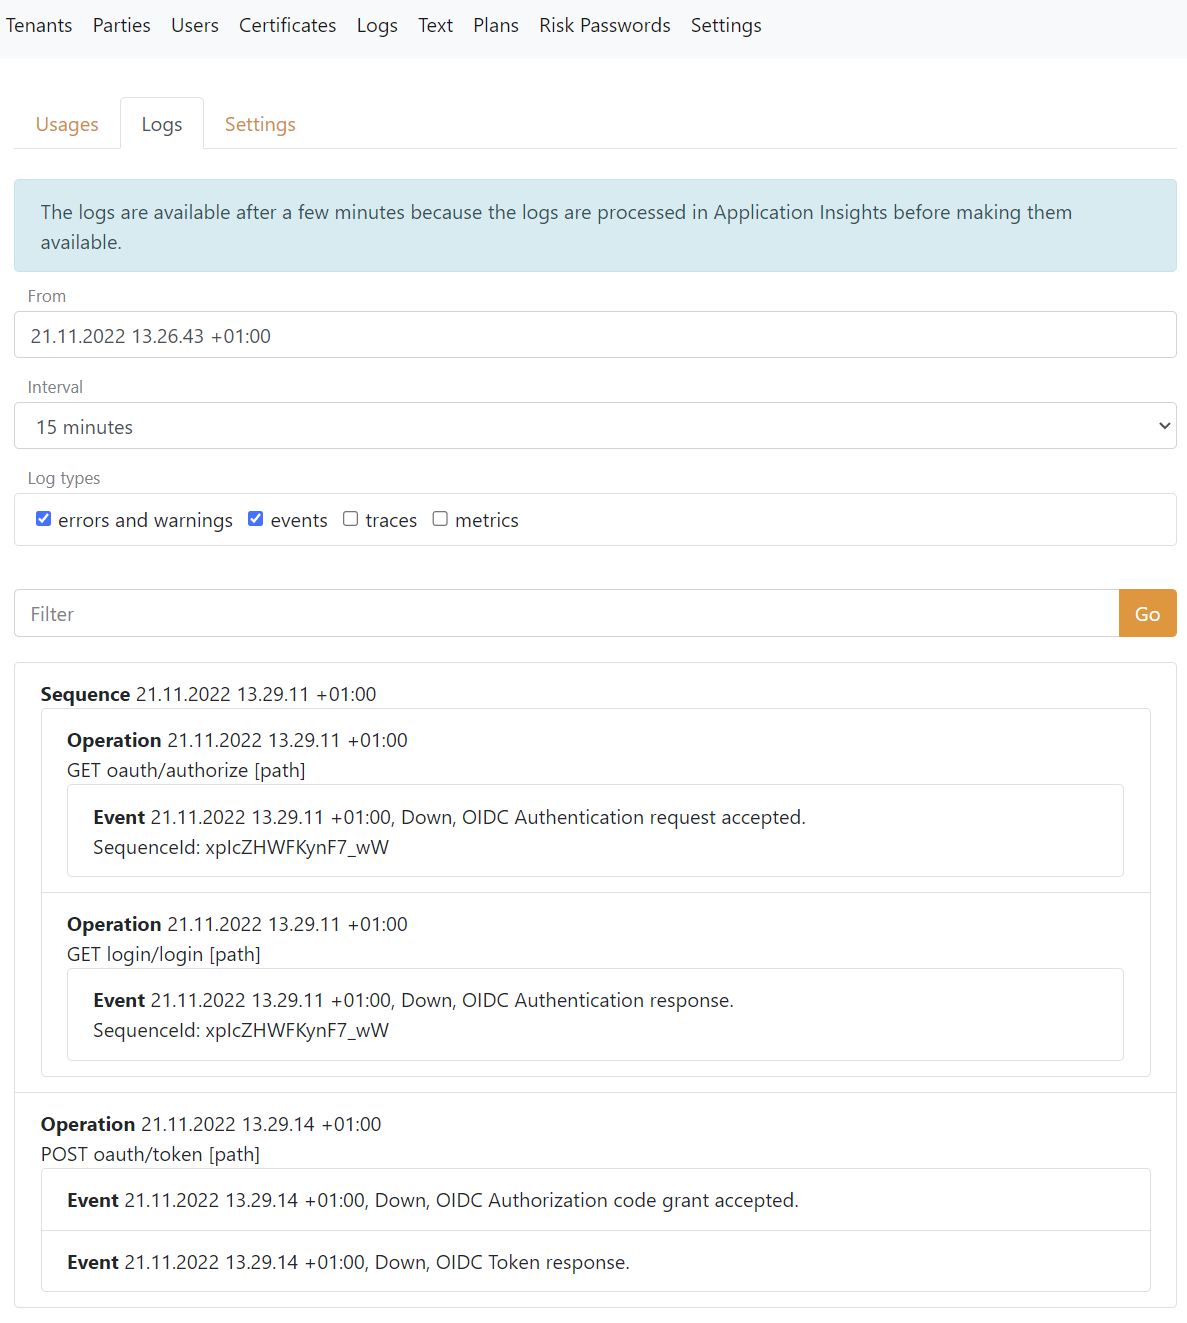 Tenants Parties Users Certificates Logs Text Plans Risk Passwords Settings
Usages Logs Settings
The logs are available after a few minutes because the logs are processed in Application Insights before making them
available.
From
21.11.2022 13.26.43 +01:00
Interval
15 minutes
Log types
errors and warnings events traces metrics
Filter Go
Sequence 21.11.2022 13.29.11 +01:00
Operation 21.11.2022 13.29.11 +01:00
GET oauth/authorize [path]
Event 21.11.2022 13.29.11 +01:00, Down, OIDC Authentication request accepted.
SequenceId: xpIcZHWFKynF7_wW
Operation 21.11.2022 13.29.11 +01:00
GET login/login [path]
Event 21.11.2022 13.29.11 +01:00, Down, OIDC Authentication response.
SequenceId: xpIcZHWFKynF7_wW
Operation 21.11.2022 13.29.14 +01:00
POST oauth/token [path]
Event 21.11.2022 13.29.14 +01:00, Down, OIDC Authorization code grant accepted.
Event 21.11.2022 13.29.14 +01:00, Down, OIDC Token response.